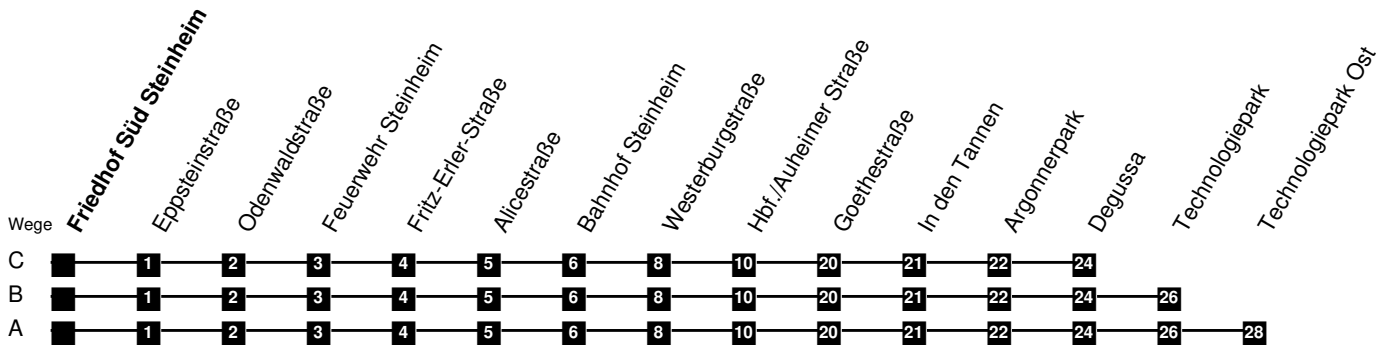 Friedhof Süd Steinheim
Eppsteinstraße
Odenwaldstraße
Feuerwehr Steinheim
Fritz-Erler-Straße
Alicestraße
Bahnhof Steinheim
Westerburgstraße
Hbf./Auheimer Straße
Goethestraße
In den Tannen
Argonnerpark
Degussa
Technologiepark
Technologiepark Ost
Wege
C 1 2 3 4 5 6 8 10 20 21 22 24
B 1 2 3 4 5 6 8 10 20 21 22 24 26
A 1 2 3 4 5 6 8 10 20 21 22 24 26 28